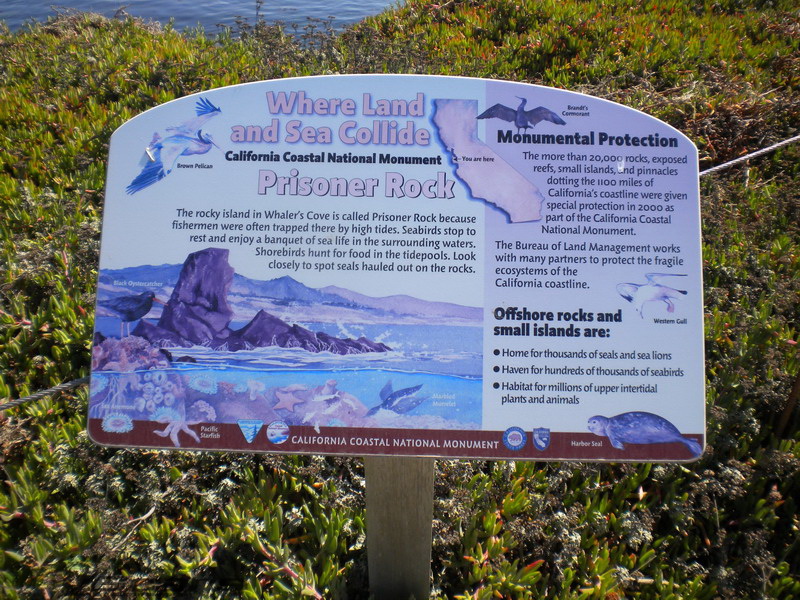 Where Land
and Sea Collide
California Coastal National Monument
Prisoner Rock
The rocky island in Whaler's Cove is called Prisoner Rock because
fishermen were often trapped there by high tides. Seabirds stop to
rest and enjoy a banquet of sea life in the surrounding waters.
Shorebirds hunt for food in the tidepools. Look
closely to spot seals hauled out on the rocks.
Brown Pelican
You are here
Black Oystercatcher
Marbled
Murrelet
Pacific
Starfish
Brandt's
Cormorant
Monumental Protection
The more than 20,000 rocks, exposed
reefs, small islands, and pinnacles
dotting the 1100 miles of
California's coastline were given
special protection in 2000 as
part of the California Coastal
National Monument.
The Bureau of Land Management works
with many partners to protect the fragile
ecosystems of the
California coastline.
Western Gull
Offshore rocks and
small islands are:
• Home for thousands of seals and sea lions
• Haven for hundreds of thousands of seabirds
• Habitat for millions of upper intertidal
plants and animals
CALIFORNIA COASTAL NATIONAL MONUMENT
Harbor Seal